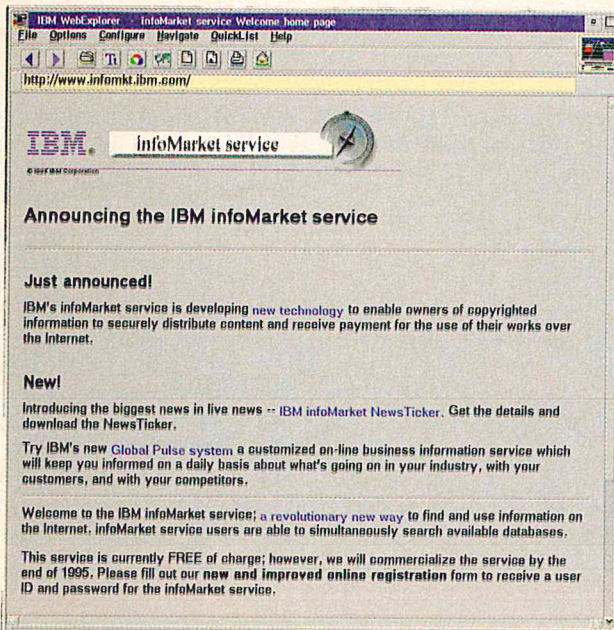 IBM WebExplorer - infoMarket service Welcome home page
File Options Configure Navigate QuickList Help
http://www.infomkt.ibm.com/
IBM®
infoMarket service
IBM Corporation
Announcing the IBM infoMarket service
Just announced!
IBM's infoMarket service is developing new technology to enable owners of copyrighted
information to securely distribute content and receive payment for the use of their works over
the Internet.
New!
Introducing the biggest news in live news -- IBM infoMarket NewsTicker. Get the details and
download the NewsTicker.
Try IBM's new Global Pulse system a customized on-line business information service which
will keep you informed on a daily basis about what's going on in your industry, with your
customers, and with your competitors.
Welcome to the IBM infoMarket service; a revolutionary new way to find and use information on
the Internet. infoMarket service users are able to simultaneously search available databases.
This service is currently FREE of charge; however, we will commercialize the service by the
end of 1995. Please fill out our new and improved online registration form to receive a user
ID and password for the infoMarket service.